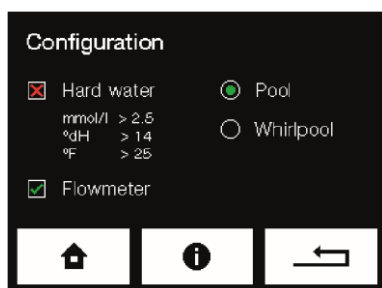 Configuration
Hard water
mmol/l > 2.5
°dH > 14
°F > 25
Flowmeter
Pool
Whirlpool